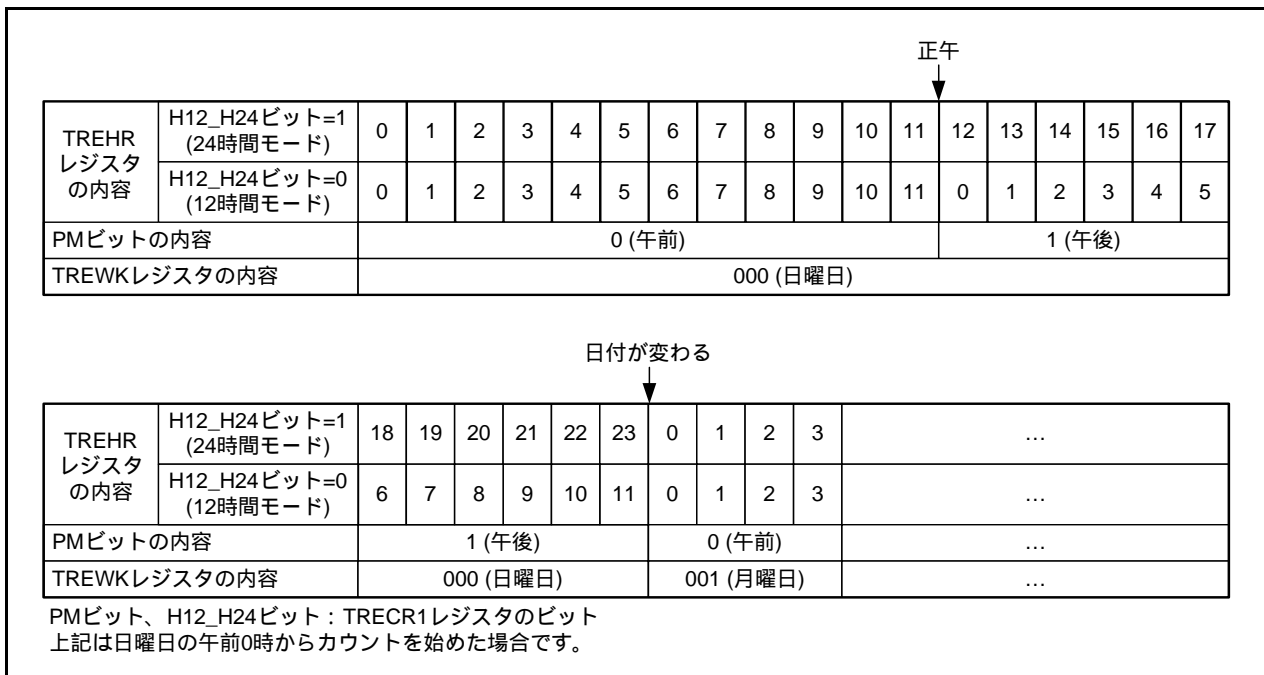 正午
TREHR
レジスタ
の内容
H12_H24ビット=1
(24時間モード)
0 1 2 3 4 5 6 7 8 9 10 11 12 13 14 15 16 17
H12_H24ビット=0
(12時間モード)
0 1 2 3 4 5 6 7 8 9 10 11 0 1 2 3 4 5
PMビットの内容 0 (午前) 1 (午後)
TREWKレジスタの内容 000 (日曜日)
日付が変わる
TREHR
レジスタ
の内容
H12_H24ビット=1
(24時間モード)
18 19 20 21 22 23 0 1 2 3 …
H12_H24ビット=0
(12時間モード)
6 7 8 9 10 11 0 1 2 3 …
PMビットの内容 1 (午後) 0 (午前) …
TREWKレジスタの内容 000 (日曜日) 001 (月曜日) …
PMビット、H12_H24ビット:TRECR1レジスタのビット
上記は日曜日の午前0時からカウントを始めた場合です。